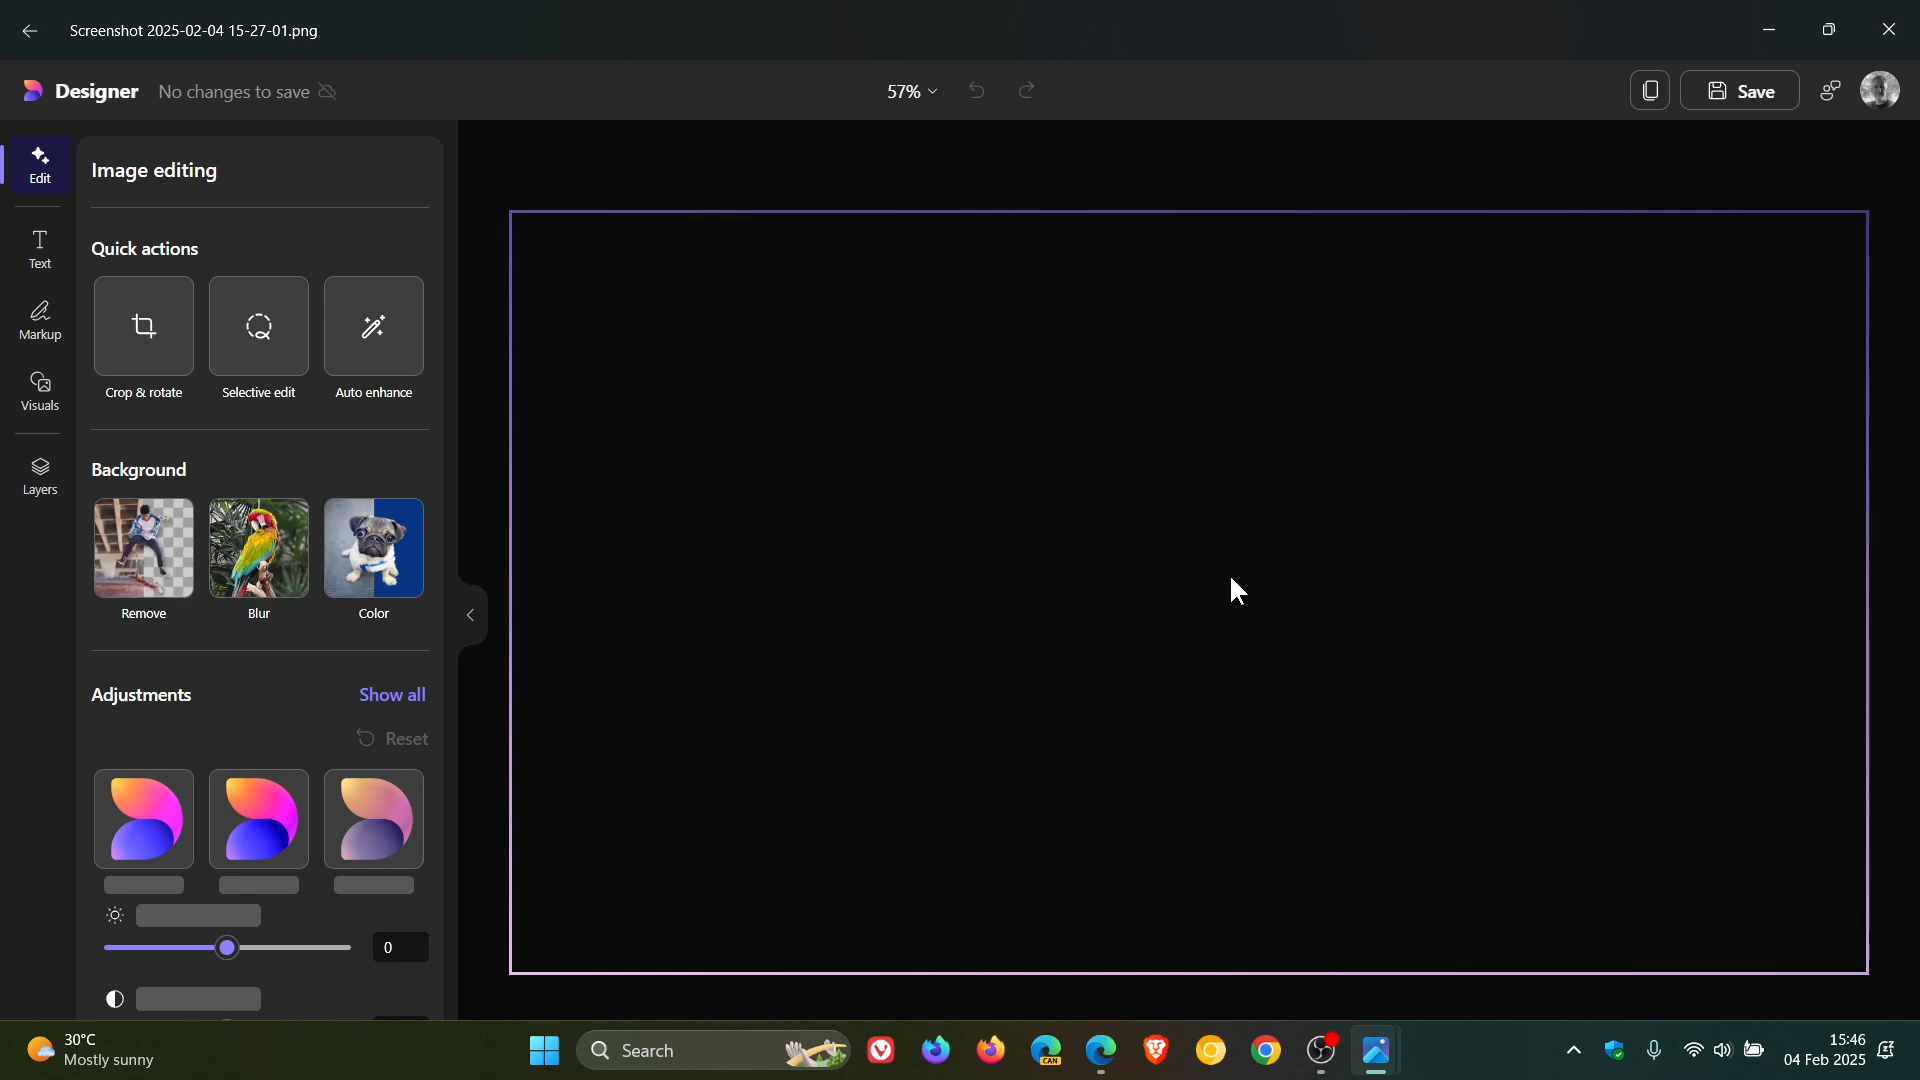 Screenshot 2025-02-04 15-27-01.png
Designer
No changes to save
57%
Save
Edit
Text
Markup
Visuals
Layers
Image editing
Quick actions
Crop & rotate
Selective edit
Auto enhance
Background
Remove
Blur
Color
Adjustments
Show all
Reset
0
30°C
Mostly sunny
Search
CAN
15:46
04 Feb 2025